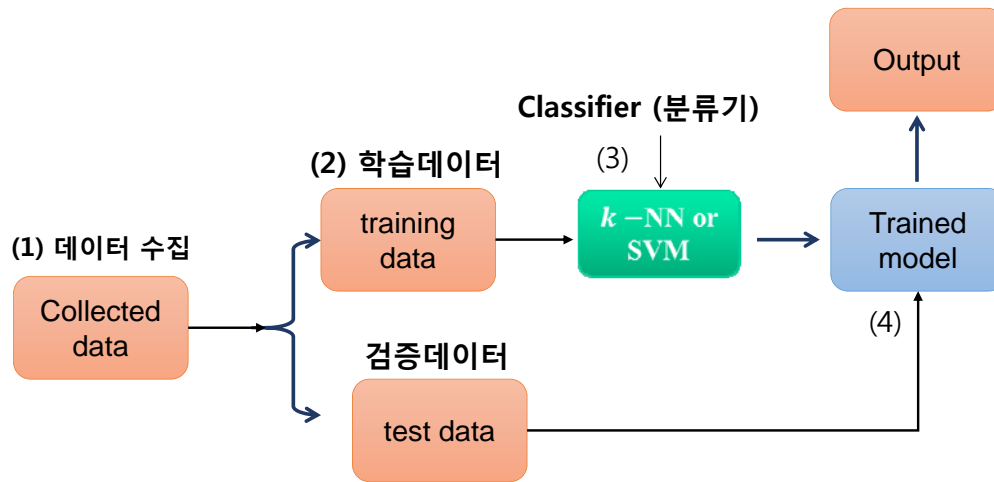 (1) 데이터 수집
Collected
data
(2) 학습데이터
training
data
검증데이터
test data
Classifier (분류기)
(3)
k −NN or
SVM
Trained
model
(4)
Output